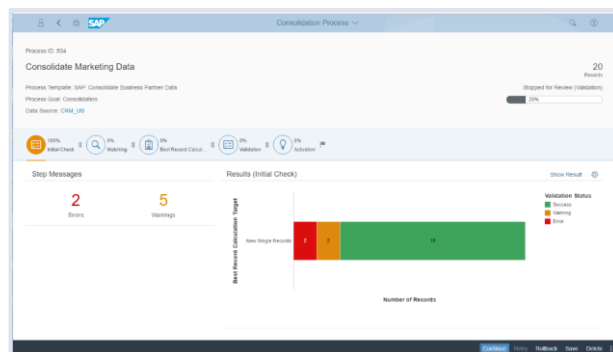 SAP
Consolidation Process
Process ID: 534
Consolidate Marketing Data
20
Records
Process Template: SAP: Consolidate Business Partner Data
Stopped for Review (Validation)
Process Goal: Consolidation
20%
Data Source: CRM_US
100%
Initial Check
0%
Matching
0%
Best Record Calcul...
0%
Validation
0%
Activation
Step Messages
Results (Initial Check)
Show Result
2
Errors
5
Warnings
Best Record Calculation Target
New Single Records
2
2
16
Validation Status
Success
Warning
Error
Number of Records
Continue Retry Rollback Save Delete